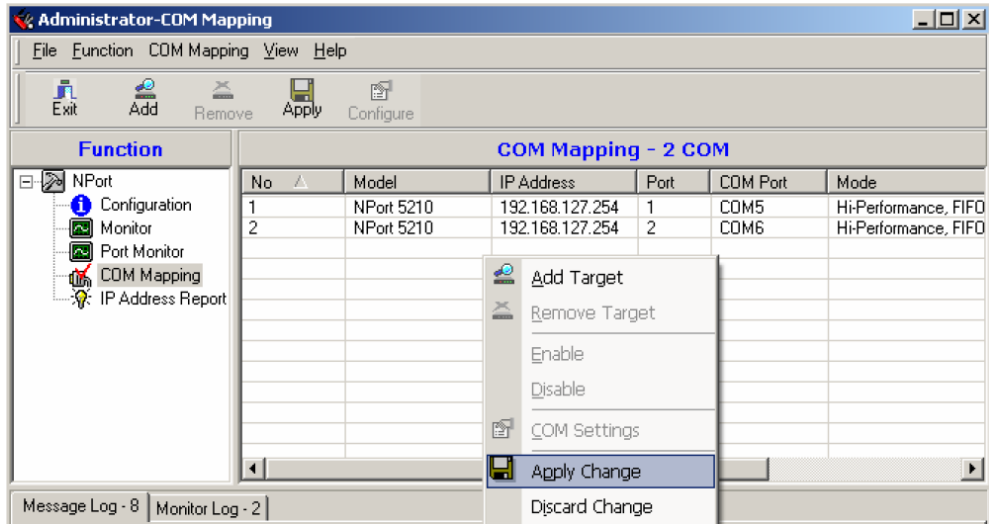 Administrator-COM Mapping
File Function COM Mapping View Help
Exit Add Remove Apply Configure
Function
COM Mapping - 2 COM
NPort
Configuration
Monitor
Port Monitor
COM Mapping
IP Address Report
No Model IP Address Port COM Port Mode
1 NPort 5210 192.168.127.254 1 COM5 Hi-Performance, FIFO
2 NPort 5210 192.168.127.254 2 COM6 Hi-Performance, FIFO
Add Target
Remove Target
Enable
Disable
COM Settings
Apply Change
Discard Change
Message Log - 8 Monitor Log - 2